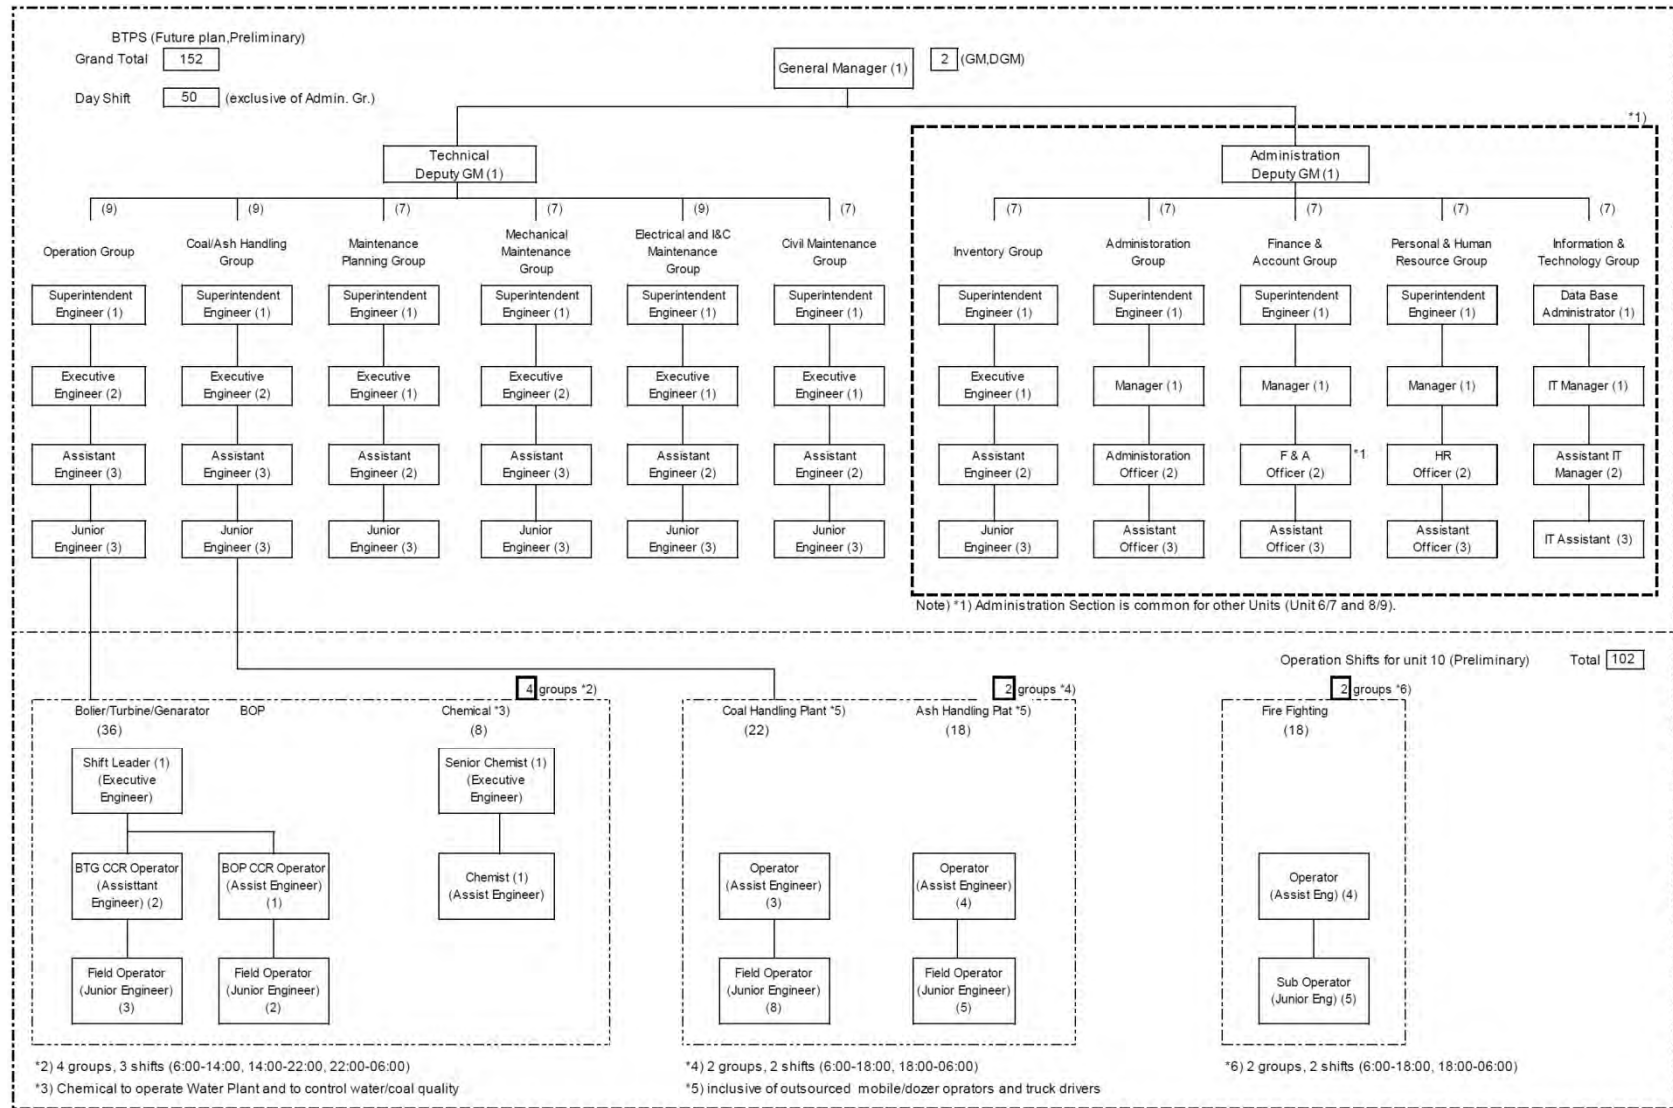 BTPS (Future plan,Preliminary)
Grand Total 152
Day Shift 50 (exclusive of Admin. Gr.)
General Manager (1)
2 (GM,DGM)
*1)
Technical
Deputy GM (1)
Administration
Deputy GM (1)
(9) (9) (7) (7) (9) (7) (7) (7) (7) (7) (7)
Operation Group
Coal/Ash Handling
Group
Maintenance
Planning Group
Mechanical
Maintenance
Group
Electrical and I&C
Maintenance
Group
Civil Maintenance
Group
Inventory Group
Administoration
Group
Finance &
Account Group
Personal & Human
Resource Group
Information &
Technology Group
Superintendent
Engineer (1)
Superintendent
Engineer (1)
Superintendent
Engineer (1)
Superintendent
Engineer (1)
Superintendent
Engineer (1)
Superintendent
Engineer (1)
Superintendent
Engineer (1)
Superintendent
Engineer (1)
Superintendent
Engineer (1)
Superintendent
Engineer (1)
Data Base
Administrator (1)
Executive
Engineer (2)
Executive
Engineer (2)
Executive
Engineer (1)
Executive
Engineer (2)
Executive
Engineer (1)
Executive
Engineer (1)
Executive
Engineer (1)
Manager (1)
Manager (1)
Manager (1)
IT Manager (1)
Assistant
Engineer (3)
Assistant
Engineer (3)
Assistant
Engineer (2)
Assistant
Engineer (3)
Assistant
Engineer (2)
Assistant
Engineer (2)
Assistant
Engineer (2)
Administoration
Officer (2)
F & A
Officer (2)
*1
HR
Officer (2)
Assistant IT
Manager (2)
Junior
Engineer (3)
Junior
Engineer (3)
Junior
Engineer (3)
Junior
Engineer (3)
Junior
Engineer (3)
Junior
Engineer (3)
Junior
Engineer (3)
Assistant
Officer (3)
Assistant
Officer (3)
Assistant
Officer (3)
IT Assistant (3)
Note) *1) Administration Section is common for other Units (Unit 6/7 and 8/9).
Operation Shifts for unit 10 (Preliminary) Total 102
4 groups *2)
2 groups *4)
2 groups *6)
Bolier/Turbine/Genarator BOP
(36)
Chemical *3)
(8)
Coal Handling Plant *5)
(22)
Ash Handling Plat *5)
(18)
Fire Fighting
(18)
Shift Leader (1)
(Executive
Engineer)
Senior Chemist (1)
(Executive
Engineer)
BTG CCR Operator
(Assisttant
Engineer) (2)
BOP CCR Operator
(Assist Engineer)
(1)
Chemist (1)
(Assist Engineer)
Operator
(Assist Engineer)
(3)
Operator
(Assist Engineer)
(4)
Operator
(Assist Eng) (4)
Field Operator
(Junior Engineer)
(3)
Field Operator
(Junior Engineer)
(2)
Field Operator
(Junior Engineer)
(8)
Field Operator
(Junior Engineer)
(5)
Sub Operator
(Junior Eng) (5)
*2) 4 groups, 3 shifts (6:00-14:00, 14:00-22:00, 22:00-06:00)
*3) Chemical to operate Water Plant and to control water/coal quality
*4) 2 groups, 2 shifts (6:00-18:00, 18:00-06:00)
*5) inclusive of outsourced mobile/dozer oprators and truck drivers
*6) 2 groups, 2 shifts (6:00-18:00, 18:00-06:00)